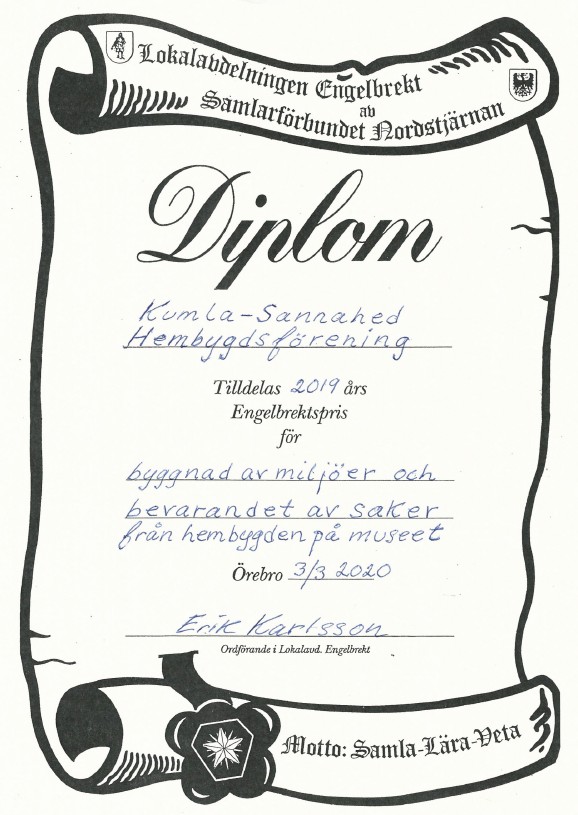 Lokalavdelningen Engelbrekt
av
Samlarförbundet Nordstjärnan
Diplom
Kumla-Sannahed
Hembygdsförening
Tilldelas 2019 års
Engelbrektspris
för
byggnad av miljöer och
bevarandet av saker
från hembygden på museet
Örebro 3/3 2020
Erik Karlsson
Ordförande i Lokalavd. Engelbrekt
Motto: Samla-Lära-Veta